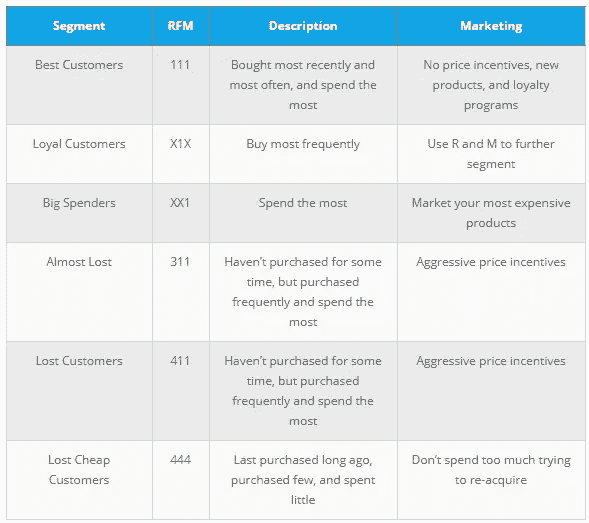 Segment RFM Description Marketing
Best Customers 111 Bought most recently and No price incentives, new
most often, and spend the products, and loyalty
most programs
Loyal Customers X1X Buy most frequently Use R and M to further
segment
Big Spenders XX1 Spend the most Market your most expensive
products
Almost Lost 311 Haven't purchased for some Aggressive price incentives
time, but purchased
frequently and spend the
most
Lost Customers 411 Haven't purchased for some Aggressive price incentives
time, but purchased
frequently and spend the
most
Lost Cheap 444 Last purchased long ago, Don't spend too much trying
Customers purchased few, and spent to re-acquire
little